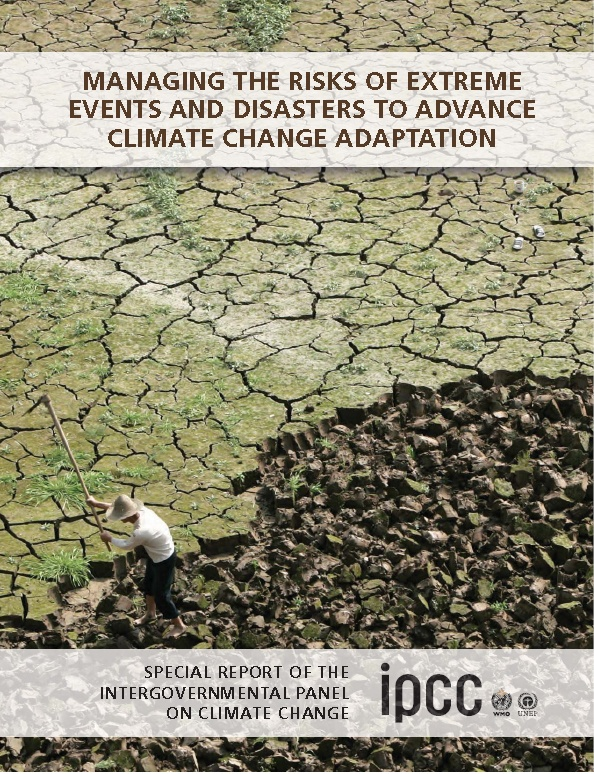 MANAGING THE RISKS OF EXTREME
EVENTS AND DISASTERS TO ADVANCE
CLIMATE CHANGE ADAPTATION
SPECIAL REPORT OF THE
INTERGOVERNMENTAL PANEL
ON CLIMATE CHANGE
ipcc
WMO
UNEP